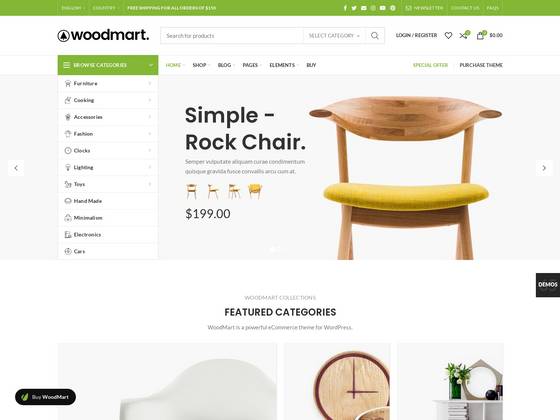 ENGLISH COUNTRY FREE SHIPPING FOR ALL ORDERS OF $150 NEWSLETTER CONTACT US FAQS
woodmart. Search for products SELECT CATEGORY LOGIN / REGISTER 0 0 $0.00
BROWSE CATEGORIES HOME SHOP BLOG PAGES ELEMENTS BUY SPECIAL OFFER PURCHASE THEME
Furniture
Cooking
Accessories
Fashion
Clocks
Lighting
Toys
Hand Made
Minimalism
Electronics
Cars
Simple -
Rock Chair.
Semper vulputate aliquam curae condimentum
quisque gravida fusce convallis arcu cum at.
$199.00
DEMOS
WOODMART COLLECTIONS
FEATURED CATEGORIES
WoodMart is a powerful eCommerce theme for WordPress.
Buy WoodMart